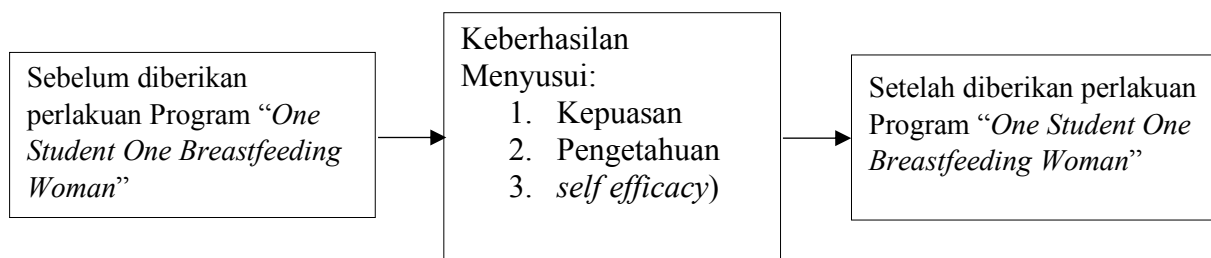 Sebelum diberikan
perlakuan Program “One
Student One Breastfeeding
Woman”
Keberhasilan
Menyusui:
1. Kepuasan
2. Pengetahuan
3. self efficacy)
Setelah diberikan perlakuan
Program “One Student One
Breastfeeding Woman”